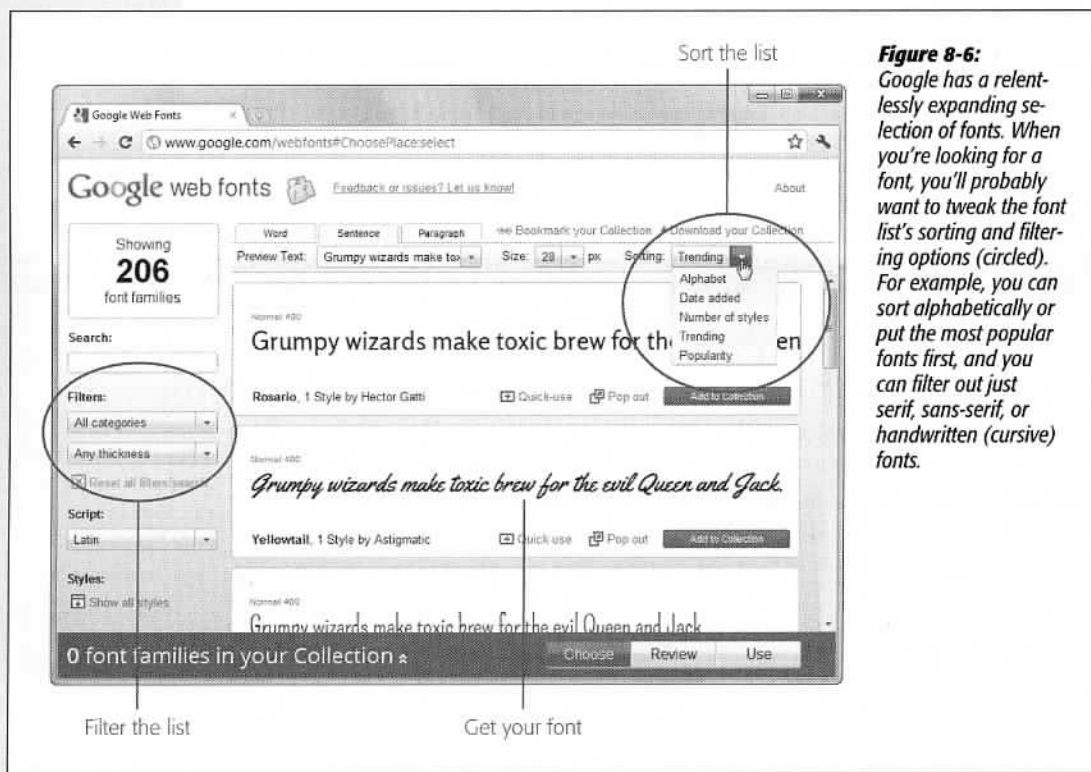 Sort the list
Google Web Fonts
www.google.com/webfonts#ChoosePlace:select
Google web fonts
Feedback or issues? Let us know!
About
Showing
206
font families
Word
Sentence
Paragraph
Bookmark your Collection
Download your Collection
Preview Text:
Grumpy wizards make tox
Size:
28
px
Sorting:
Trending
Alphabet
Date added
Number of styles
Trending
Popularity
Search:
Filters:
All categories
Any thickness
Reset all filters/search
Script:
Latin
Styles:
Show all styles
Normal 400
Grumpy wizards make toxic brew for the en
Rosario, 1 Style by Hector Gatti
Quick-use
Pop out
Add to Collection
Normal 400
Grumpy wizards make toxic brew for the evil Queen and Jack.
Yellowtail, 1 Style by Astigmatic
Quick use
Pop out
Add to Collection
Normal 400
Grumpy wizards make toxic brew for the evil Queen and Jack
0 font families in your Collection
Choose
Review
Use
Filter the list
Get your font
Figure 8-6:
Google has a relent-
lessly expanding se-
lection of fonts. When
you're looking for a
font, you'll probably
want to tweak the font
list's sorting and filter-
ing options (circled).
For example, you can
sort alphabetically or
put the most popular
fonts first, and you
can filter out just
serif, sans-serif, or
handwritten (cursive)
fonts.